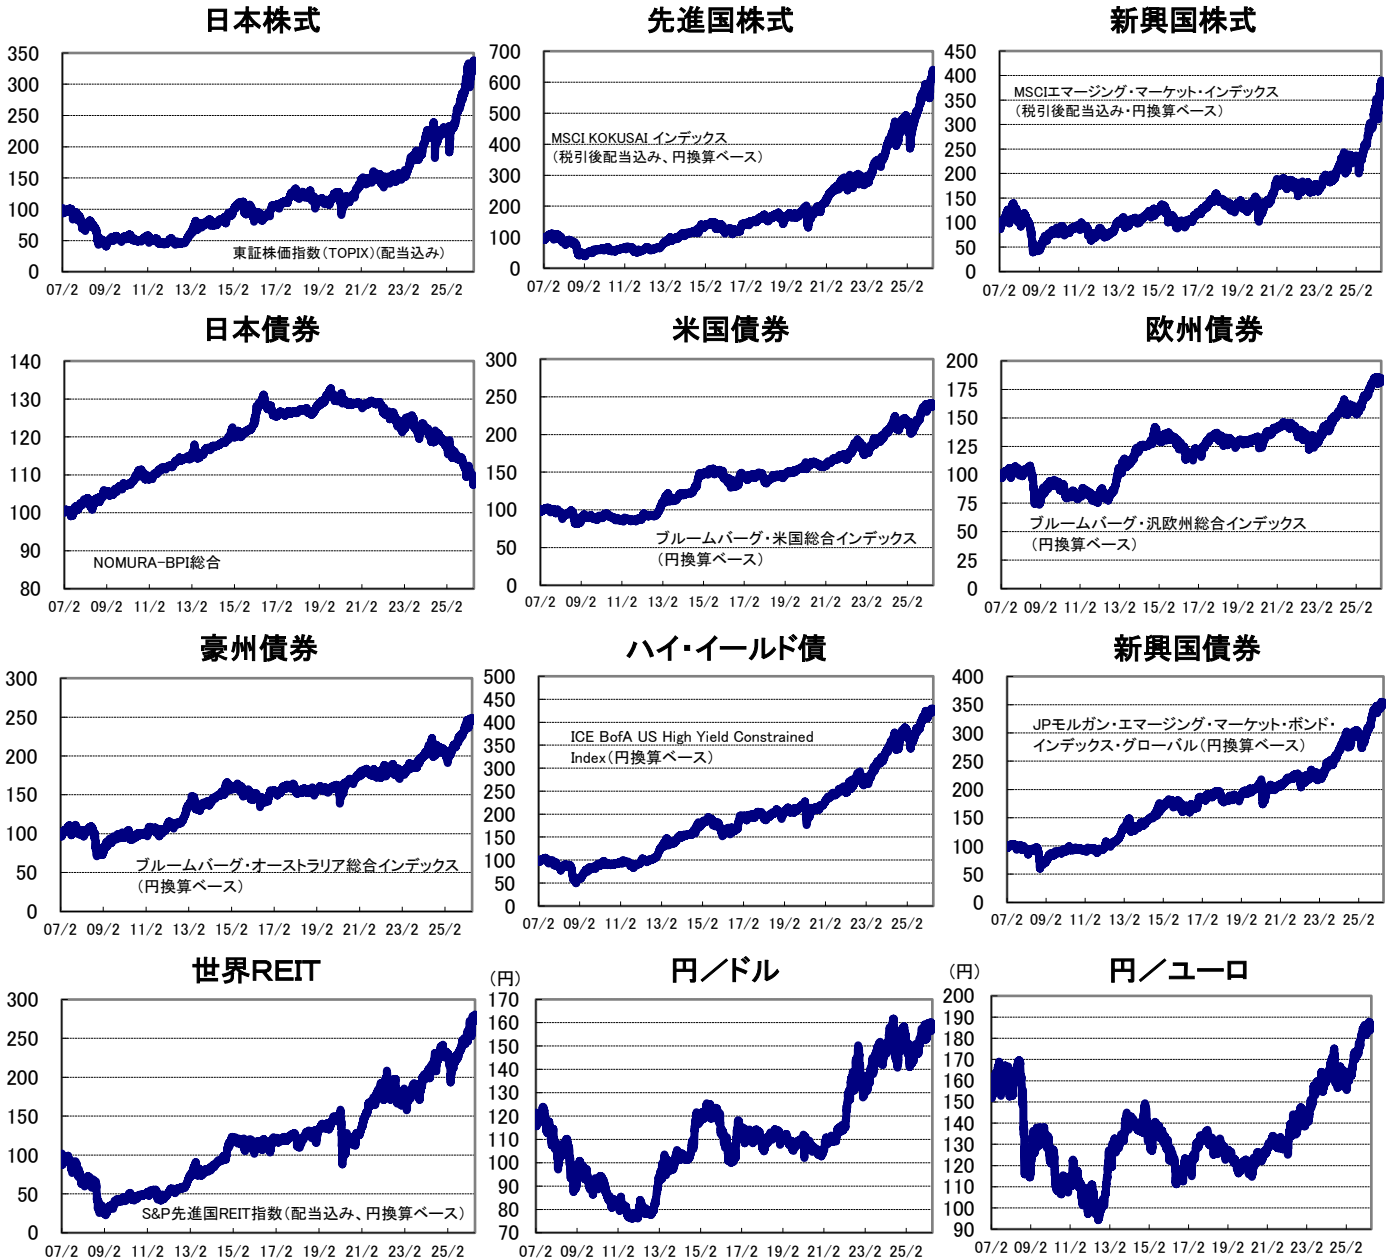 日本株式
350
300
250
200
150
100
50
0
東証株価指数(TOPIX)(配当込み)
07/2 09/2 11/2 13/2 15/2 17/2 19/2 21/2 23/2 25/2
先進国株式
700
600
500
400
300
200
100
0
MSCI KOKUSAI インデックス
(税引後配当込み、円換算ベース)
07/2 09/2 11/2 13/2 15/2 17/2 19/2 21/2 23/2 25/2
新興国株式
450
400
350
300
250
200
150
100
50
0
MSCIエマージング・マーケット・インデックス
(税引後配当込み・円換算ベース)
07/2 09/2 11/2 13/2 15/2 17/2 19/2 21/2 23/2 25/2
日本債券
140
130
120
110
100
90
80
NOMURA-BPI総合
07/2 09/2 11/2 13/2 15/2 17/2 19/2 21/2 23/2 25/2
米国債券
300
250
200
150
100
50
0
ブルームバーグ・米国総合インデックス
(円換算ベース)
07/2 09/2 11/2 13/2 15/2 17/2 19/2 21/2 23/2 25/2
欧州債券
200
175
150
125
100
75
50
25
0
ブルームバーグ・汎欧州総合インデックス
(円換算ベース)
07/2 09/2 11/2 13/2 15/2 17/2 19/2 21/2 23/2 25/2
豪州債券
300
250
200
150
100
50
0
ブルームバーグ・オーストラリア総合インデックス
(円換算ベース)
07/2 09/2 11/2 13/2 15/2 17/2 19/2 21/2 23/2 25/2
ハイ・イールド債
500
450
400
350
300
250
200
150
100
50
0
ICE BofA US High Yield Constrained
Index(円換算ベース)
07/2 09/2 11/2 13/2 15/2 17/2 19/2 21/2 23/2 25/2
新興国債券
400
350
300
250
200
150
100
50
0
JPモルガン・エマージング・マーケット・ボンド・
インデックス・グローバル(円換算ベース)
07/2 09/2 11/2 13/2 15/2 17/2 19/2 21/2 23/2 25/2
世界REIT
300
250
200
150
100
50
0
S&P先進国REIT指数(配当込み、円換算ベース)
07/2 09/2 11/2 13/2 15/2 17/2 19/2 21/2 23/2 25/2
円／ドル
(円)
170
160
150
140
130
120
110
100
90
80
70
07/2 09/2 11/2 13/2 15/2 17/2 19/2 21/2 23/2 25/2
円／ユーロ
(円)
200
190
180
170
160
150
140
130
120
110
100
90
07/2 09/2 11/2 13/2 15/2 17/2 19/2 21/2 23/2 25/2